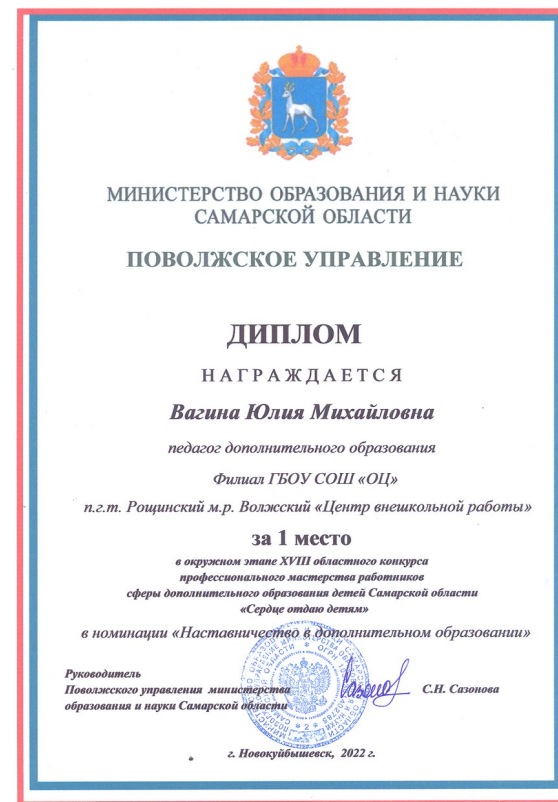 МИНИСТЕРСТВО ОБРАЗОВАНИЯ И НАУКИ
САМАРСКОЙ ОБЛАСТИ
ПОВОЛЖСКОЕ УПРАВЛЕНИЕ
ДИПЛОМ
НАГРАЖДАЕТСЯ
Вагина Юлия Михайловна
педагог дополнительного образования
Филиал ГБОУ СОШ «ОЦ»
п.г.т. Рощинский м.р. Волжский «Центр внешкольной работы»
за 1 место
в окружном этапе XVIII областного конкурса
профессионального мастерства работников
сферы дополнительного образования детей Самарской области
«Сердце отдаю детям»
в номинации «Наставничество в дополнительном образовании»
Руководитель
Поволжского управления министерства
образования и науки Самарской области
С.Н. Сазонова
г. Новокуйбышевск, 2022 г.